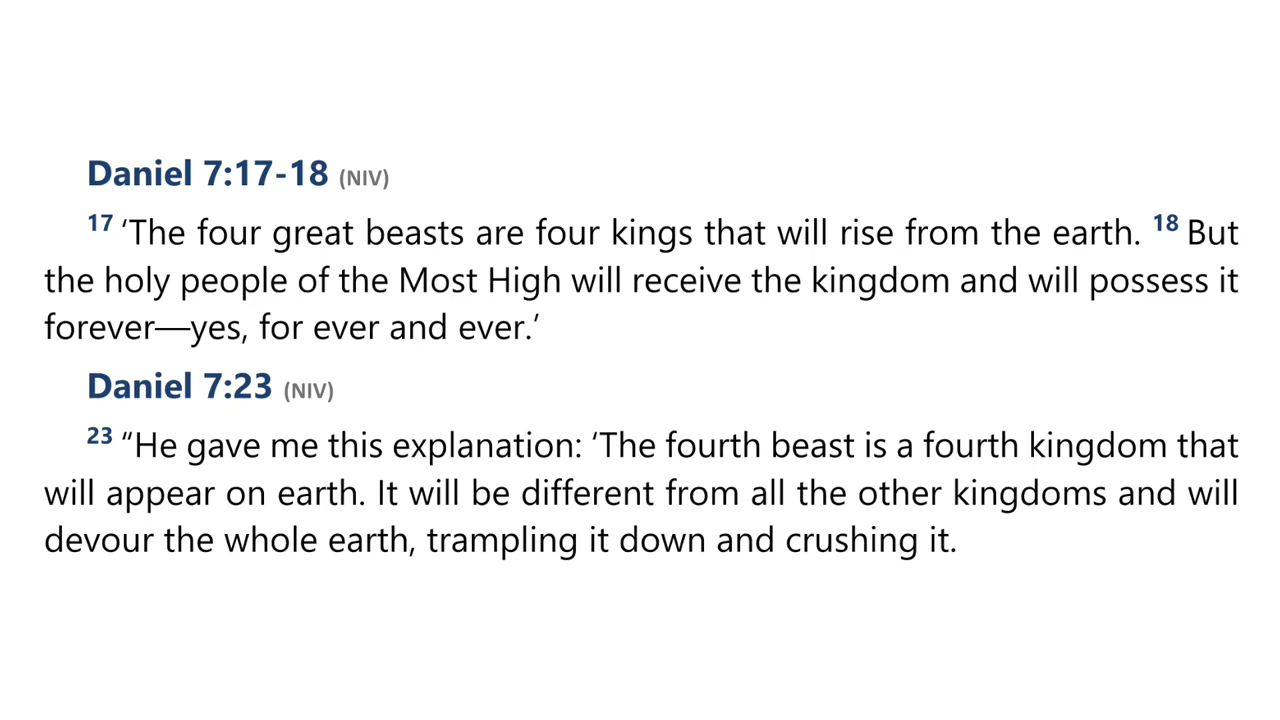 Daniel 7:17-18 (NIV)
17 ‘The four great beasts are four kings that will rise from the earth. 18 But
the holy people of the Most High will receive the kingdom and will possess it
forever—yes, for ever and ever.’
Daniel 7:23 (NIV)
23 “He gave me this explanation: ‘The fourth beast is a fourth kingdom that
will appear on earth. It will be different from all the other kingdoms and will
devour the whole earth, trampling it down and crushing it.